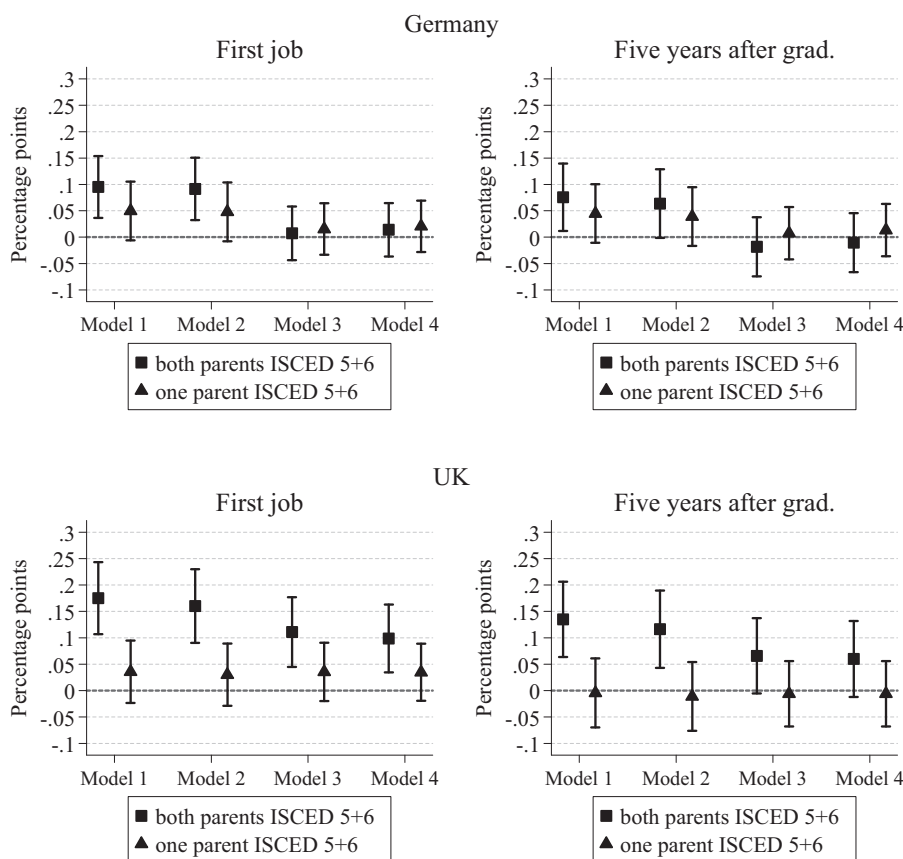 Germany
First job
Five years after grad.
Percentage points
.3
.25
.2
.15
.1
.05
0
-.05
-.1
Model 1 Model 2 Model 3 Model 4
both parents ISCED 5+6
one parent ISCED 5+6
Percentage points
.3
.25
.2
.15
.1
.05
0
-.05
-.1
Model 1 Model 2 Model 3 Model 4
both parents ISCED 5+6
one parent ISCED 5+6
UK
First job
Five years after grad.
Percentage points
.3
.25
.2
.15
.1
.05
0
-.05
-.1
Model 1 Model 2 Model 3 Model 4
both parents ISCED 5+6
one parent ISCED 5+6
Percentage points
.3
.25
.2
.15
.1
.05
0
-.05
-.1
Model 1 Model 2 Model 3 Model 4
both parents ISCED 5+6
one parent ISCED 5+6